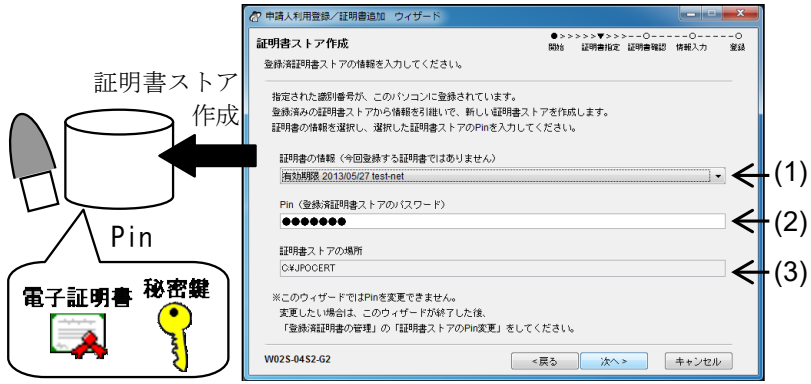 証明書ストア
作成
Pin
電子証明書
秘密鍵
申請人利用登録／証明書追加　ウィザード
証明書ストア作成
●>>>>>▼>>>--○-----○-----○
開始 証明書指定 証明書確認 情報入力 登録
登録済証明書ストアの情報を入力してください。
指定された識別番号が、このパソコンに登録されています。
登録済みの証明書ストアから情報を引継いで、新しい証明書ストアを作成します。
証明書の情報を選択し、選択した証明書ストアのPinを入力してください。
証明書の情報（今回登録する証明書ではありません）
有効期限 2013/05/27 test-net
(1)
Pin（登録済証明書ストアのパスワード）
●●●●●●●
(2)
証明書ストアの場所
C:¥JPOCERT
(3)
※このウィザードではPinを変更できません。
変更したい場合は、このウィザードが終了した後、
「登録済証明書の管理」の「証明書ストアのPin変更」をしてください。
W02S-04S2-G2
<戻る
次へ >
キャンセル